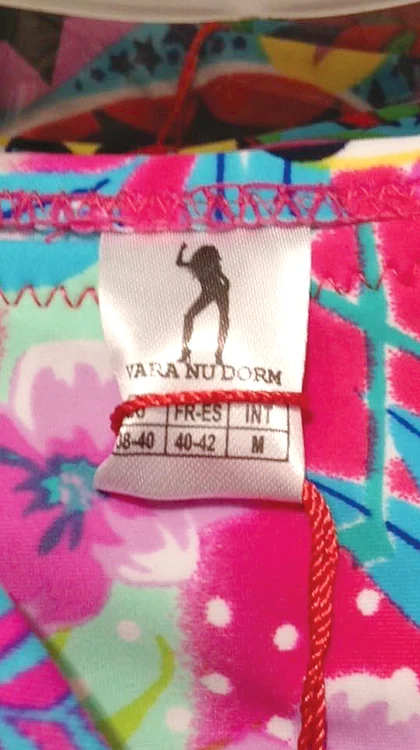 VARA NU DORM
FR-ES INT
38-40 40-42 M